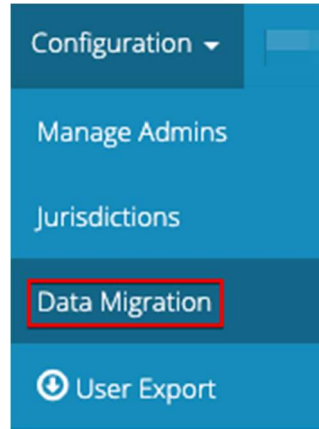 Configuration
Manage Admins
Jurisdictions
Data Migration
User Export